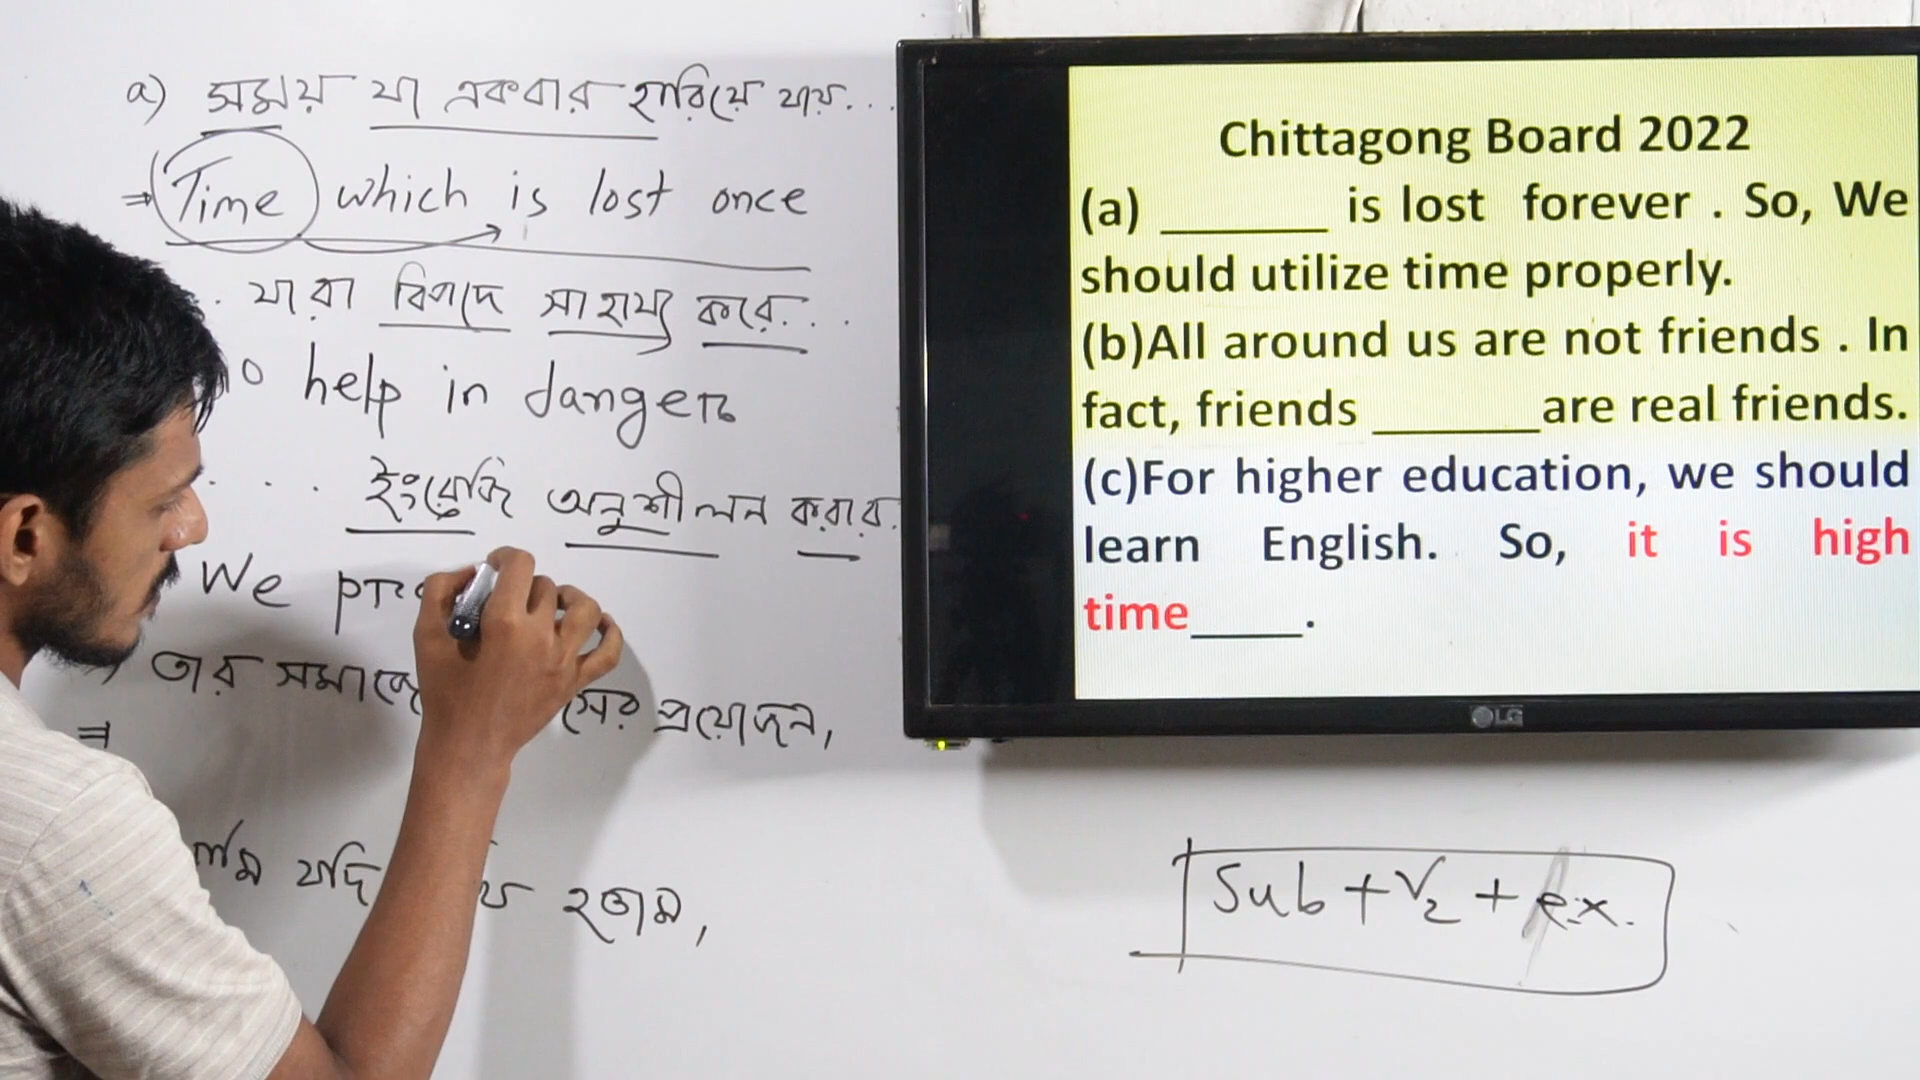 a) সময় যা একবার হারিয়ে যায়...
⇒ Time which is lost once
. যারা বিপদে সাহায্য করে...
o help in danger
.... ইংরেজি অনুশীলন করার.
We pr
তার সমাজে সের প্রয়োজন,
⇒
যদি হতাম,
Chittagong Board 2022
(a) ______ is lost forever . So, We
should utilize time properly.
(b)All around us are not friends . In
fact, friends ______are real friends.
(c)For higher education, we should
learn English. So, it is high
time____.
LG
Sub + V2 + ex.